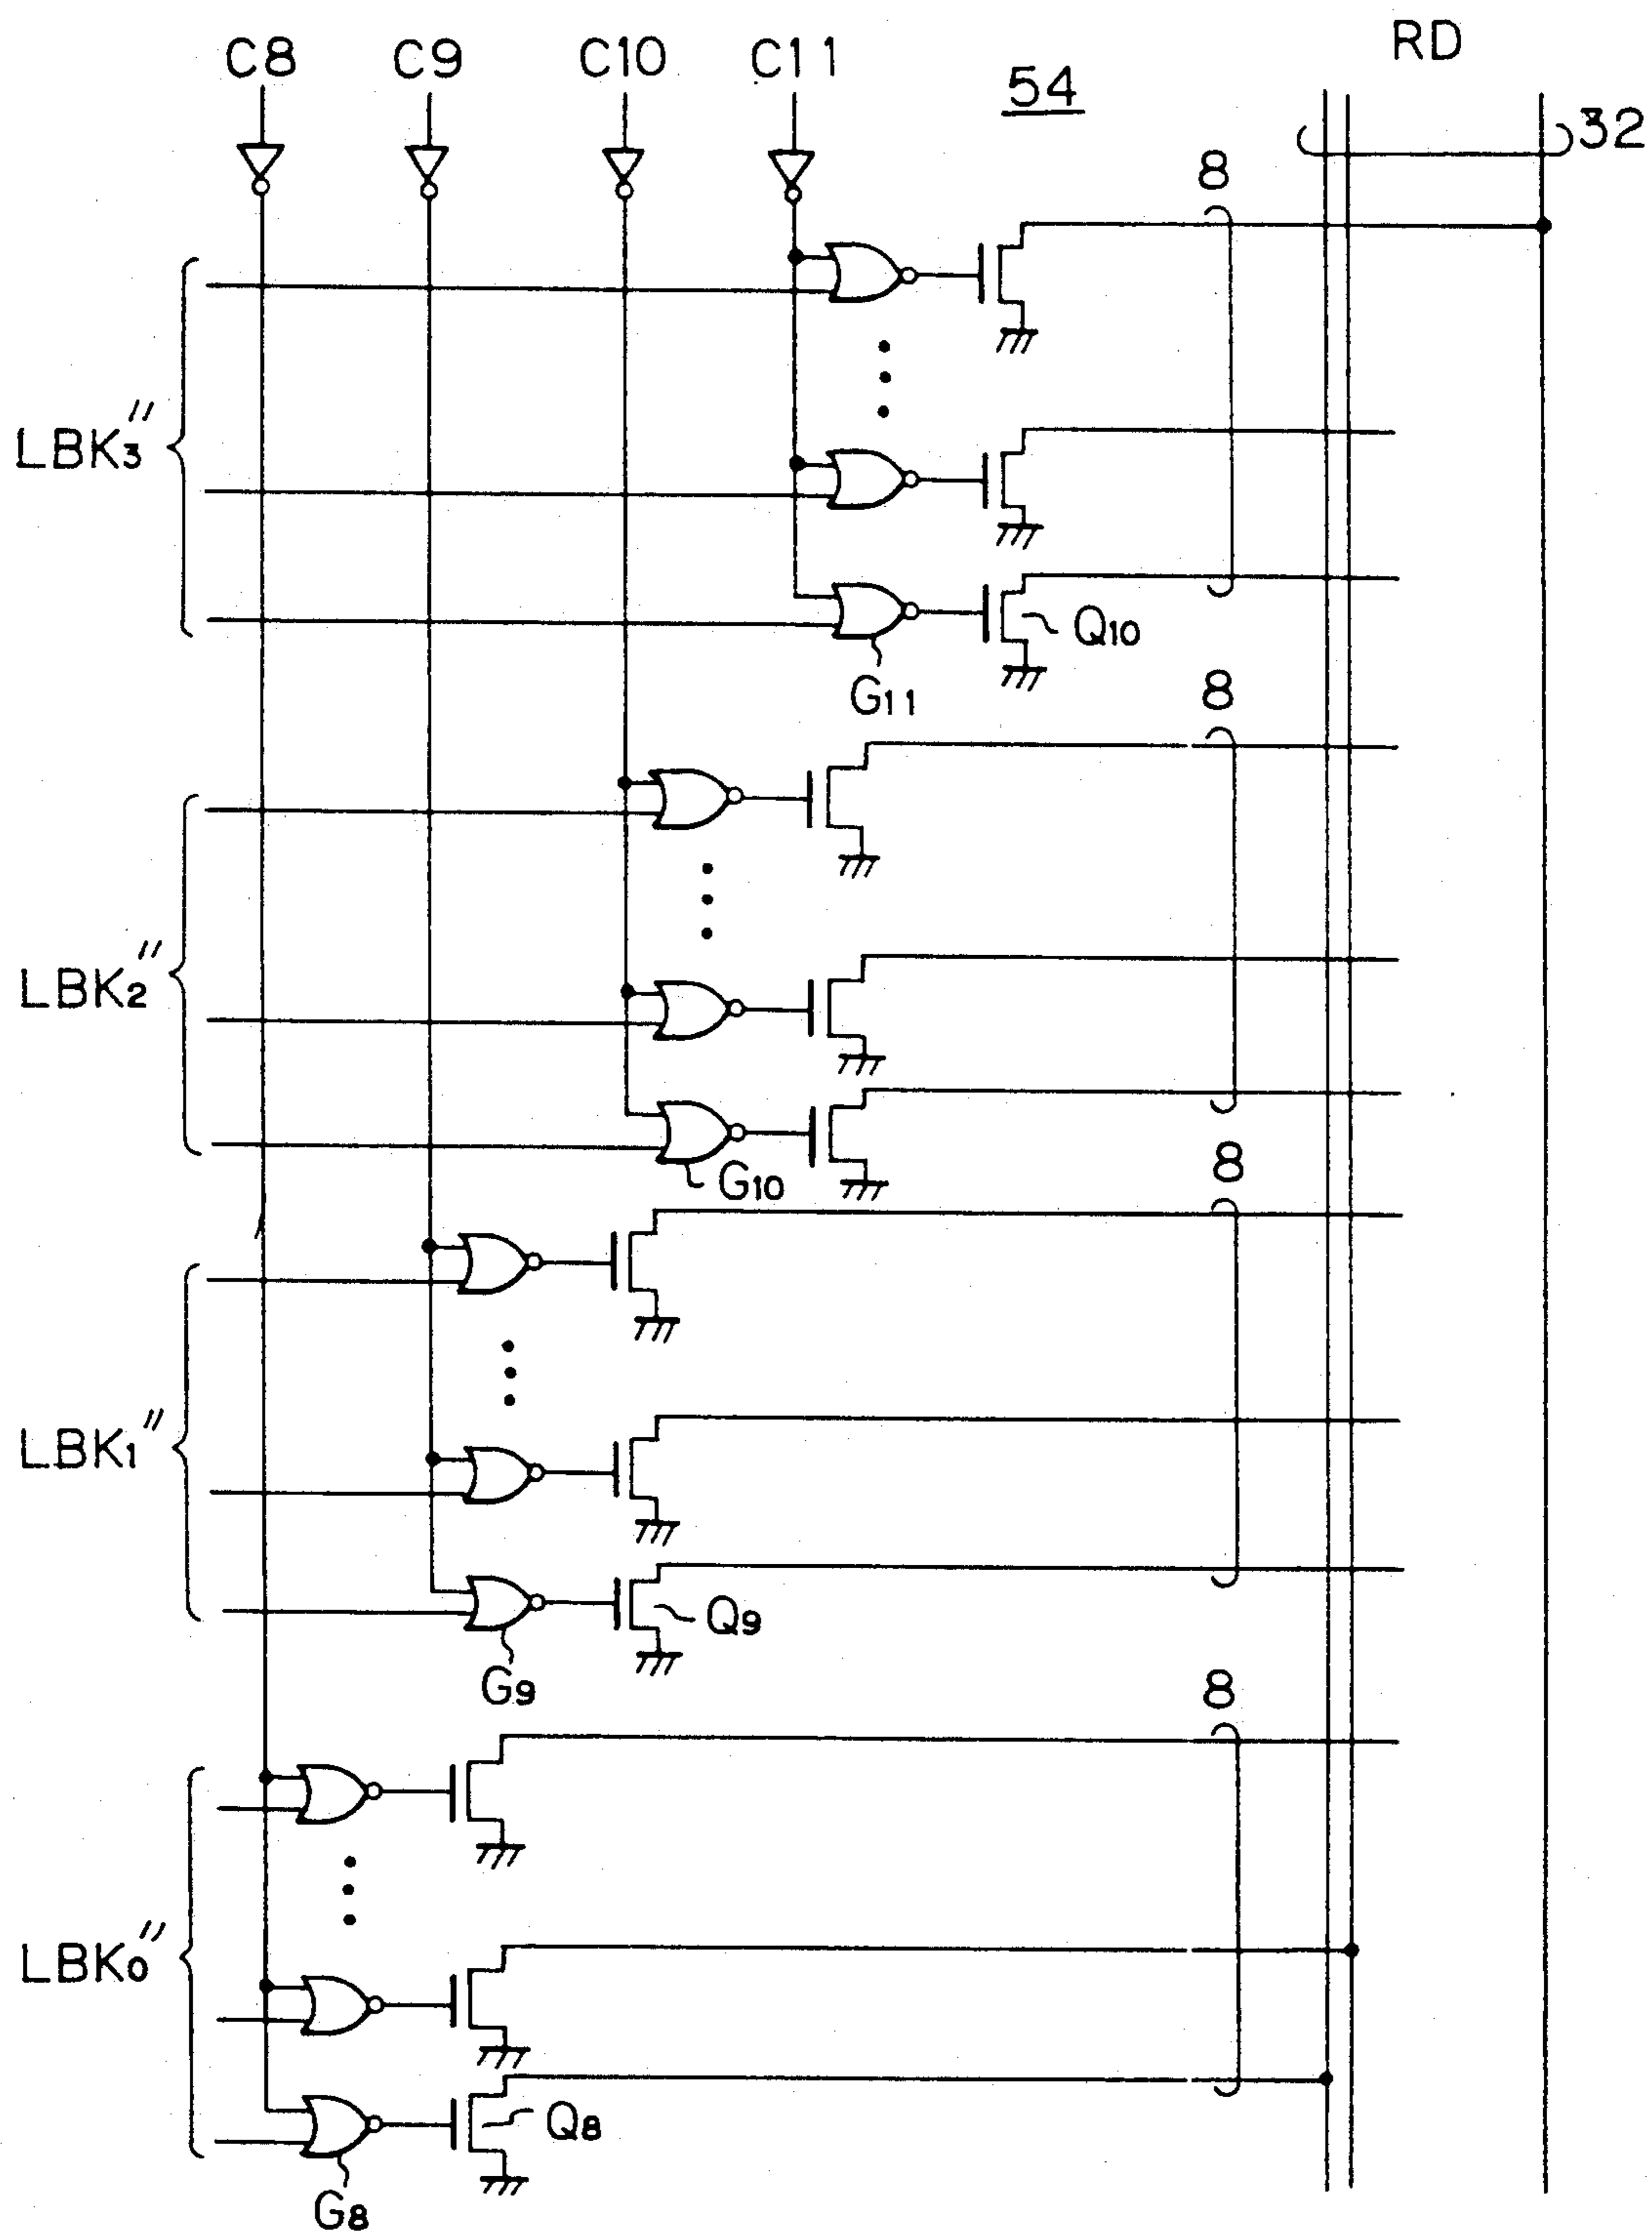 C8 C9 C10 C11 RD
54
32
8
LBK3''
Q10
G11
8
LBK2''
G10
8
LBK1''
Q9
G9
8
LBK0''
Q8
G8